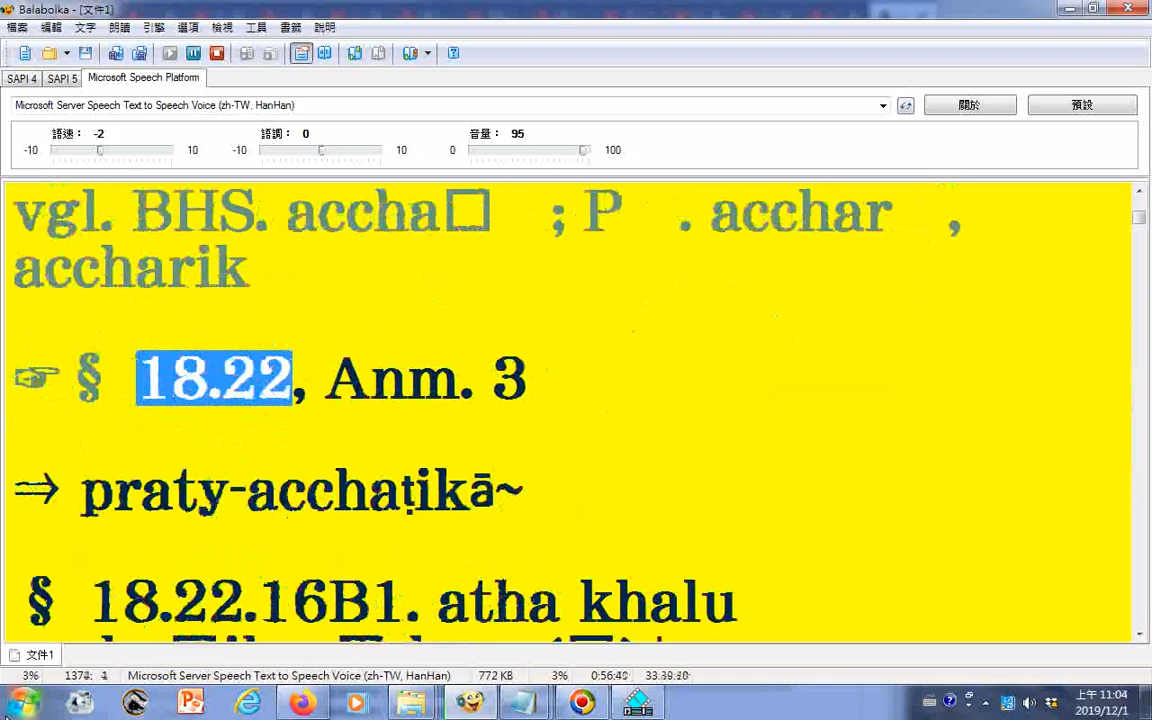 Balabolka - [文件1]
檔案 編輯 文字 朗讀 引擎 選項 檢視 工具 書籤 說明
SAPI 4 SAPI 5 Microsoft Speech Platform
Microsoft Server Speech Text to Speech Voice (zh-TW, HanHan) 關於 預設
語速： -2 語調： 0 音量： 95
-10 10 -10 10 0 100
vgl. BHS. accha□ ; P . acchar ,
accharik
☞ § 18.22, Anm. 3
⇒ praty-acchaṭikā~
§ 18.22.16B1. atha khalu
文件1
3% 1374: 4 Microsoft Server Speech Text to Speech Voice (zh-TW, HanHan) 772 KB 3% 0:56:40
上午 11:04
2019/12/1